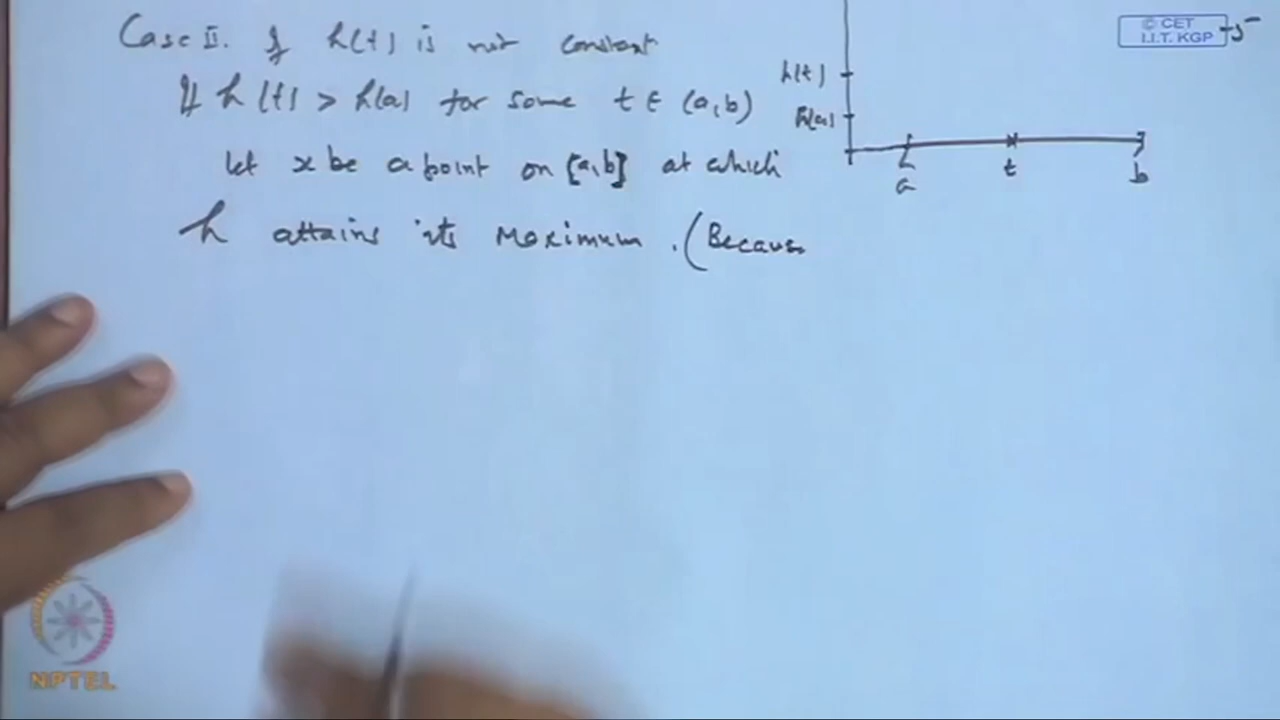 Case II. If h(t) is not constant
If h(t) > h(a) for some t ∈ (a,b)
let x be a point on [a,b] at which
h attains its Maximum. (Because
h(t)
h(a)
a t b
© CET
I.I.T. KGP
-5-
NPTEL